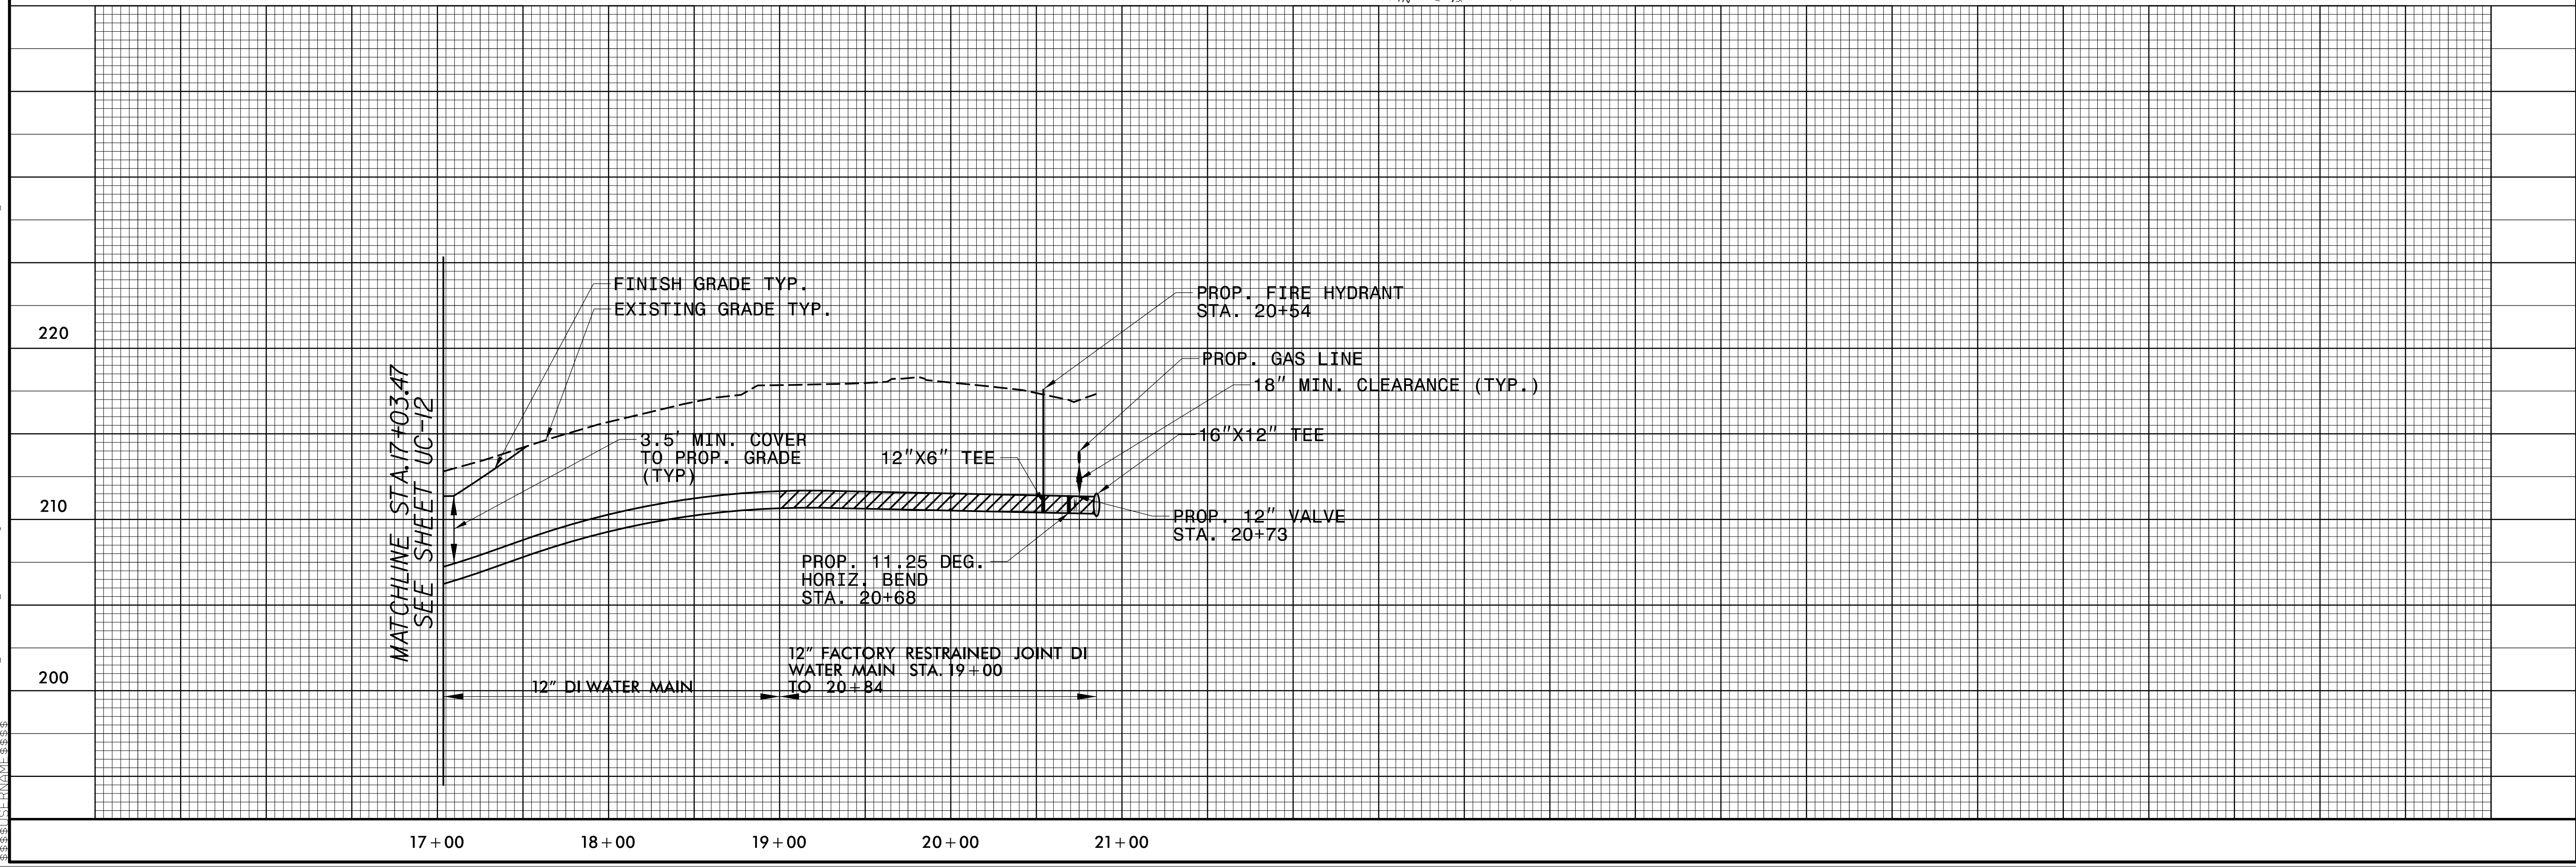 FINISH GRADE TYP.
EXISTING GRADE TYP.
PROP. FIRE HYDRANT
STA. 20+54
220
PROP. GAS LINE
18" MIN. CLEARANCE (TYP.)
MATCHLINE STA.17+03.47
SEE SHEET UC-12
3.5' MIN. COVER
TO PROP. GRADE
(TYP)
12"X6" TEE
16"X12" TEE
210
PROP. 12" VALVE
STA. 20+73
PROP. 11.25 DEG.
HORIZ. BEND
STA. 20+68
12" FACTORY RESTRAINED JOINT DI
WATER MAIN STA. 19+00
TO 20+84
200
12" DI WATER MAIN
17+00
18+00
19+00
20+00
21+00